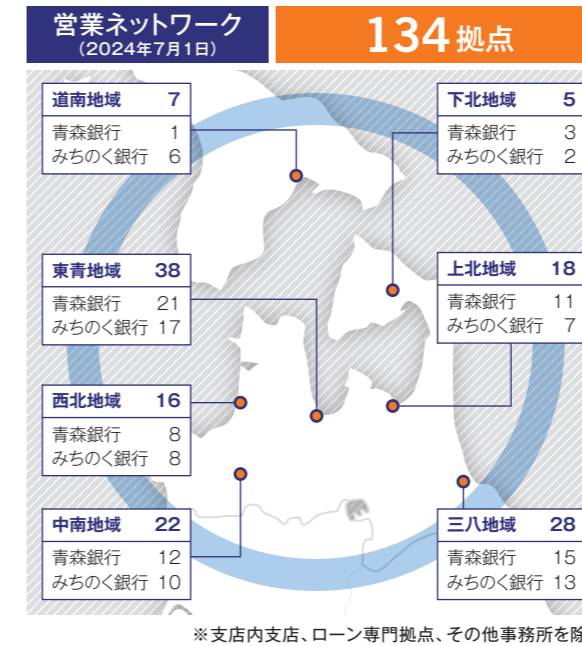 営業ネットワーク
（2024年7月1日）
134拠点
道南地域 7
青森銀行 1
みちのく銀行 6
下北地域 5
青森銀行 3
みちのく銀行 2
東青地域 38
青森銀行 21
みちのく銀行 17
上北地域 18
青森銀行 11
みちのく銀行 7
西北地域 16
青森銀行 8
みちのく銀行 8
中南地域 22
青森銀行 12
みちのく銀行 10
三八地域 28
青森銀行 15
みちのく銀行 13
※支店内支店、ローン専門拠点、その他事務所を除